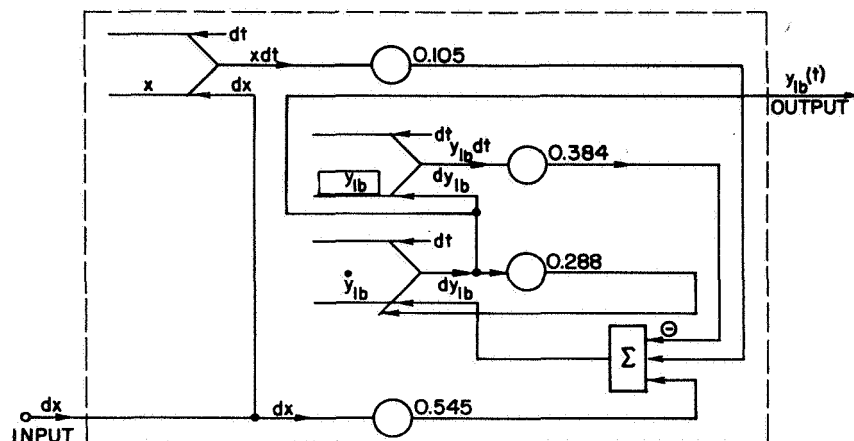 dt
xdt
0.105
x
dx
y_lb(t)
OUTPUT
dt
y_lb dt
0.384
y_lb
dy_lb
dt
0.288
ẏ_lb
dy_lb
Θ
Σ
dx
dx
0.545
INPUT